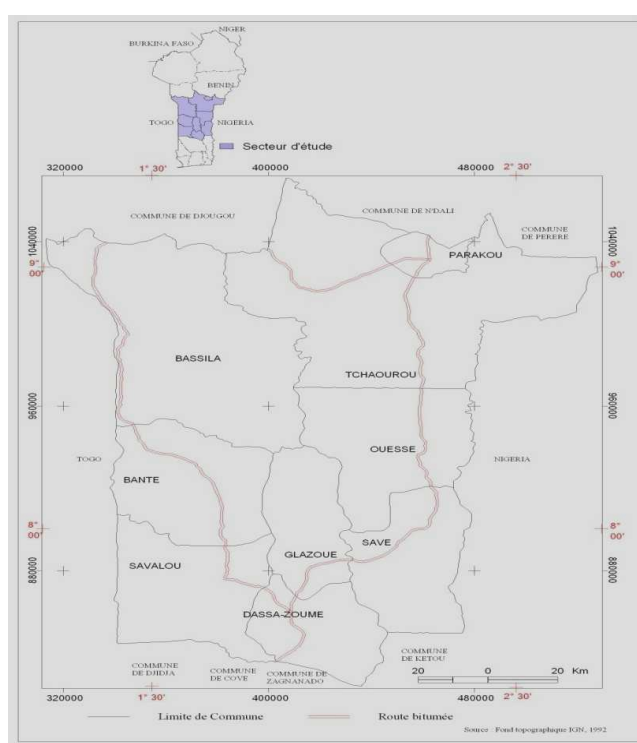 NIGER
BURKINA FASO
BENIN
TOGO
NIGERIA
Secteur d'étude
320000
1° 30'
400000
480000
2° 30'
COMMUNE DE DJOUGOU
COMMUNE DE N'DALI
COMMUNE
DE PERERE
1040000
1040000
9°
00'
9°
00'
PARAKOU
BASSILA
TCHAOUROU
960000
960000
OUESSE
TOGO
NIGERIA
BANTE
8°
00'
8°
00'
SAVE
GLAZOUE
SAVALOU
880000
880000
DASSA-ZOUME
COMMUNE
DE DJIDJA
COMMUNE
DE COVE
COMMUNE DE
ZAGNANADO
COMMUNE
DE KETOU
20 0 20 Km
320000
1° 30'
400000
480000
2° 30'
Limite de Commune
Route bitumée
Source : Fond topographique IGN, 1992